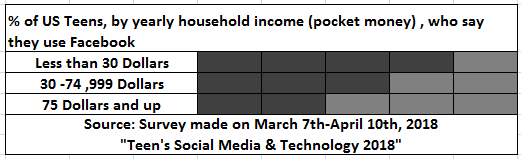 % of US Teens, by yearly household income (pocket money) , who say
they use Facebook
Less than 30 Dollars
30 -74 ,999 Dollars
75 Dollars and up
Source: Survey made on March 7th-April 10th, 2018
"Teen's Social Media & Technology 2018"